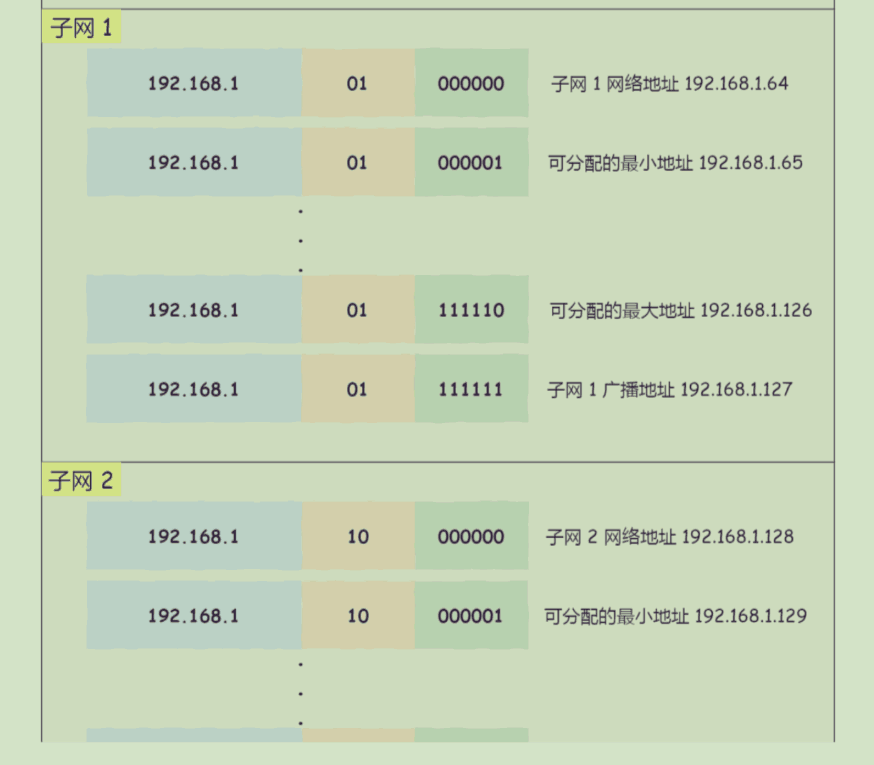 子网 1
192.168.1 01 000000 子网 1 网络地址 192.168.1.64
192.168.1 01 000001 可分配的最小地址 192.168.1.65
192.168.1 01 111110 可分配的最大地址 192.168.1.126
192.168.1 01 111111 子网 1 广播地址 192.168.1.127
子网 2
192.168.1 10 000000 子网 2 网络地址 192.168.1.128
192.168.1 10 000001 可分配的最小地址 192.168.1.129